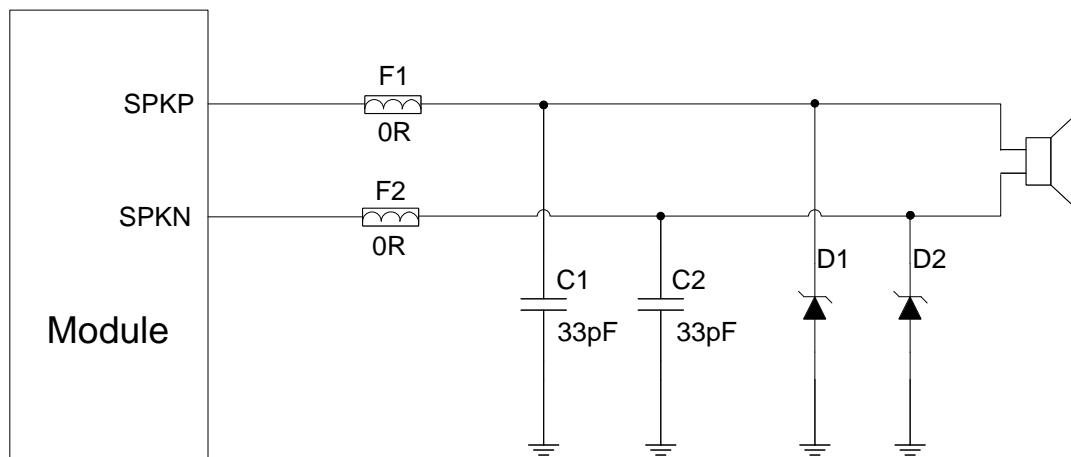 F1
SPKP
0R
F2
SPKN
0R
D1
D2
C1
C2
33pF
33pF
Module